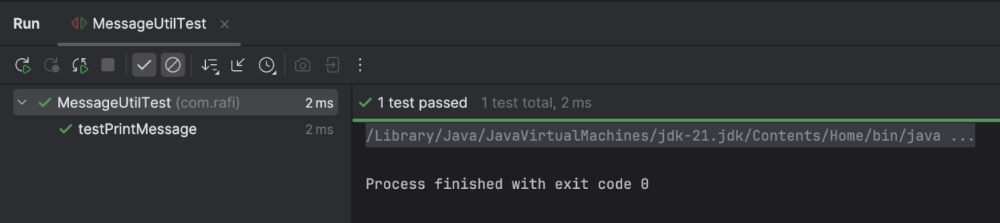 Run MessageUtilTest
MessageUtilTest (com.rafi) 2 ms
testPrintMessage 2 ms
1 test passed 1 test total, 2 ms
/Library/Java/JavaVirtualMachines/jdk-21.jdk/Contents/Home/bin/java ...
Process finished with exit code 0